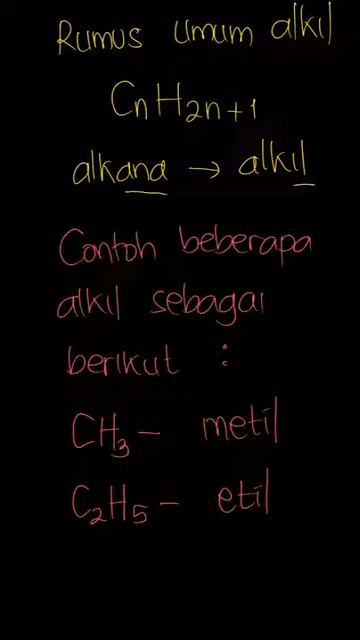 Rumus umum alkil
CnH2n+1
alkana → alkil
Contoh beberapa
alkil sebagai
berikut :
CH3 – metil
C2H5 – etil